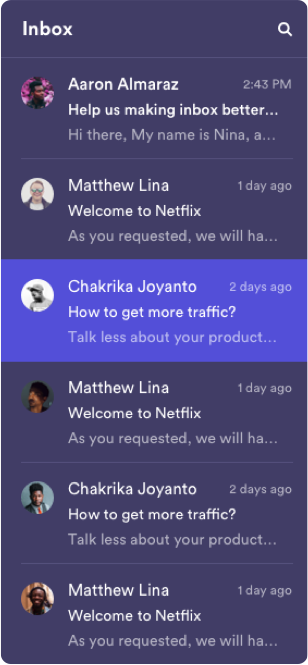 Inbox
Aaron Almaraz 2:43 PM
Help us making inbox better...
Hi there, My name is Nina, a...
Matthew Lina 1 day ago
Welcome to Netflix
As you requested, we will ha...
Chakrika Joyanto 2 days ago
How to get more traffic?
Talk less about your product...
Matthew Lina 1 day ago
Welcome to Netflix
As you requested, we will ha...
Chakrika Joyanto 2 days ago
How to get more traffic?
Talk less about your product...
Matthew Lina 1 day ago
Welcome to Netflix
As you requested, we will ha...